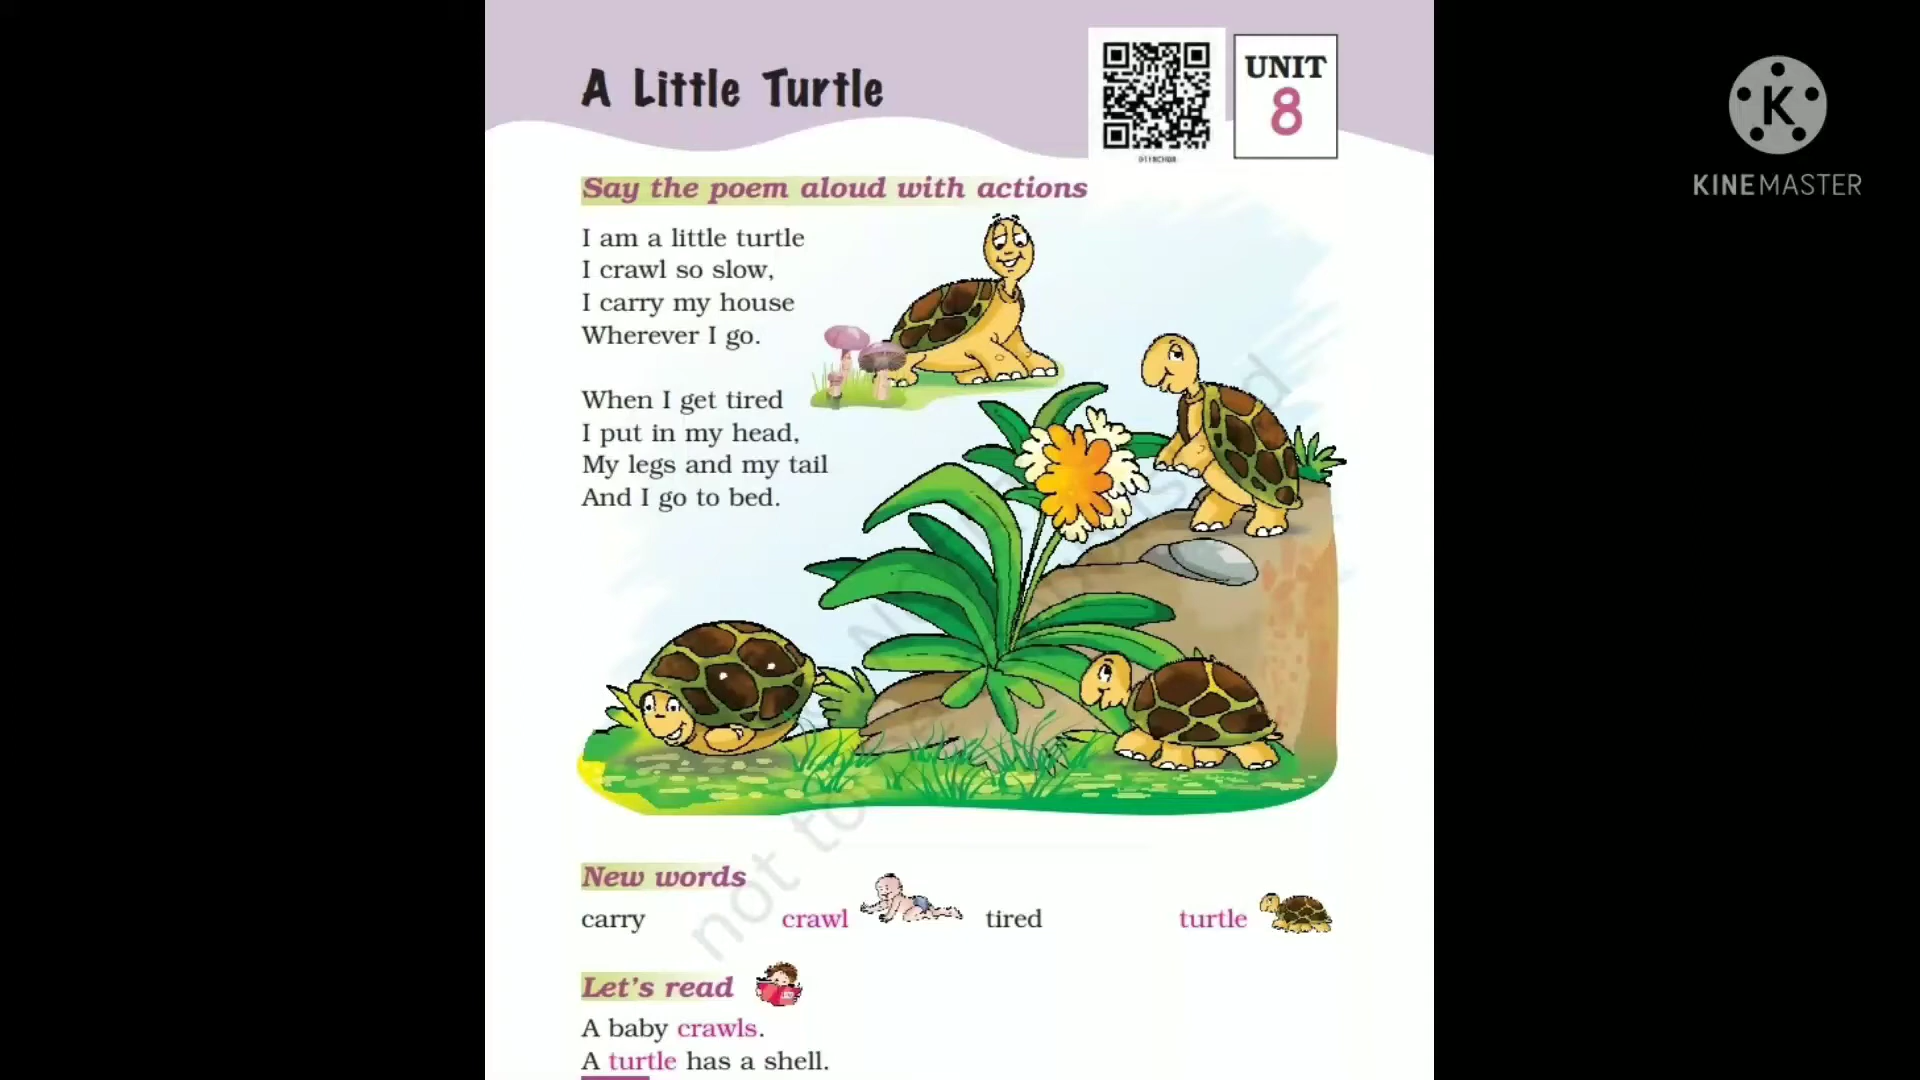 A Little Turtle
UNIT
8
K
KINEMASTER
Say the poem aloud with actions
I am a little turtle
I crawl so slow,
I carry my house
Wherever I go.
When I get tired
I put in my head,
My legs and my tail
And I go to bed.
New words
carry crawl tired turtle
Let's read
A baby crawls.
A turtle has a shell.